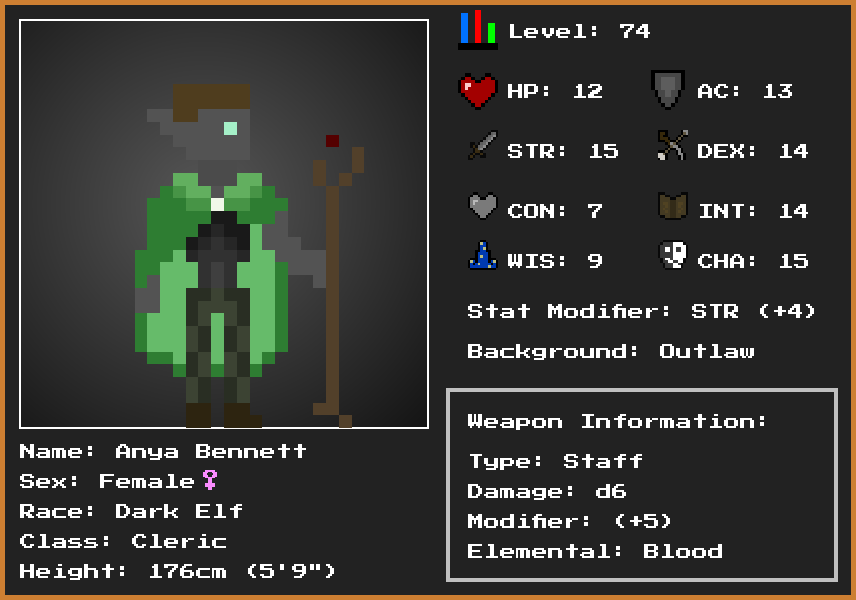 Level: 74
HP: 12
AC: 13
STR: 15
DEX: 14
CON: 7
INT: 14
WIS: 9
CHA: 15
Stat Modifier: STR (+4)
Background: Outlaw
Name: Anya Bennett
Sex: Female♀
Race: Dark Elf
Class: Cleric
Height: 176cm (5'9")
Weapon Information:
Type: Staff
Damage: d6
Modifier: (+5)
Elemental: Blood